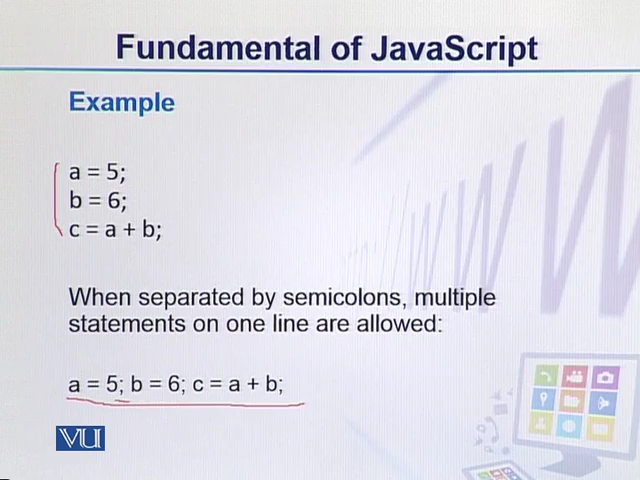 Fundamental of JavaScript
Example
a = 5;
b = 6;
c = a + b;
When separated by semicolons, multiple
statements on one line are allowed:
a = 5; b = 6; c = a + b;
VU